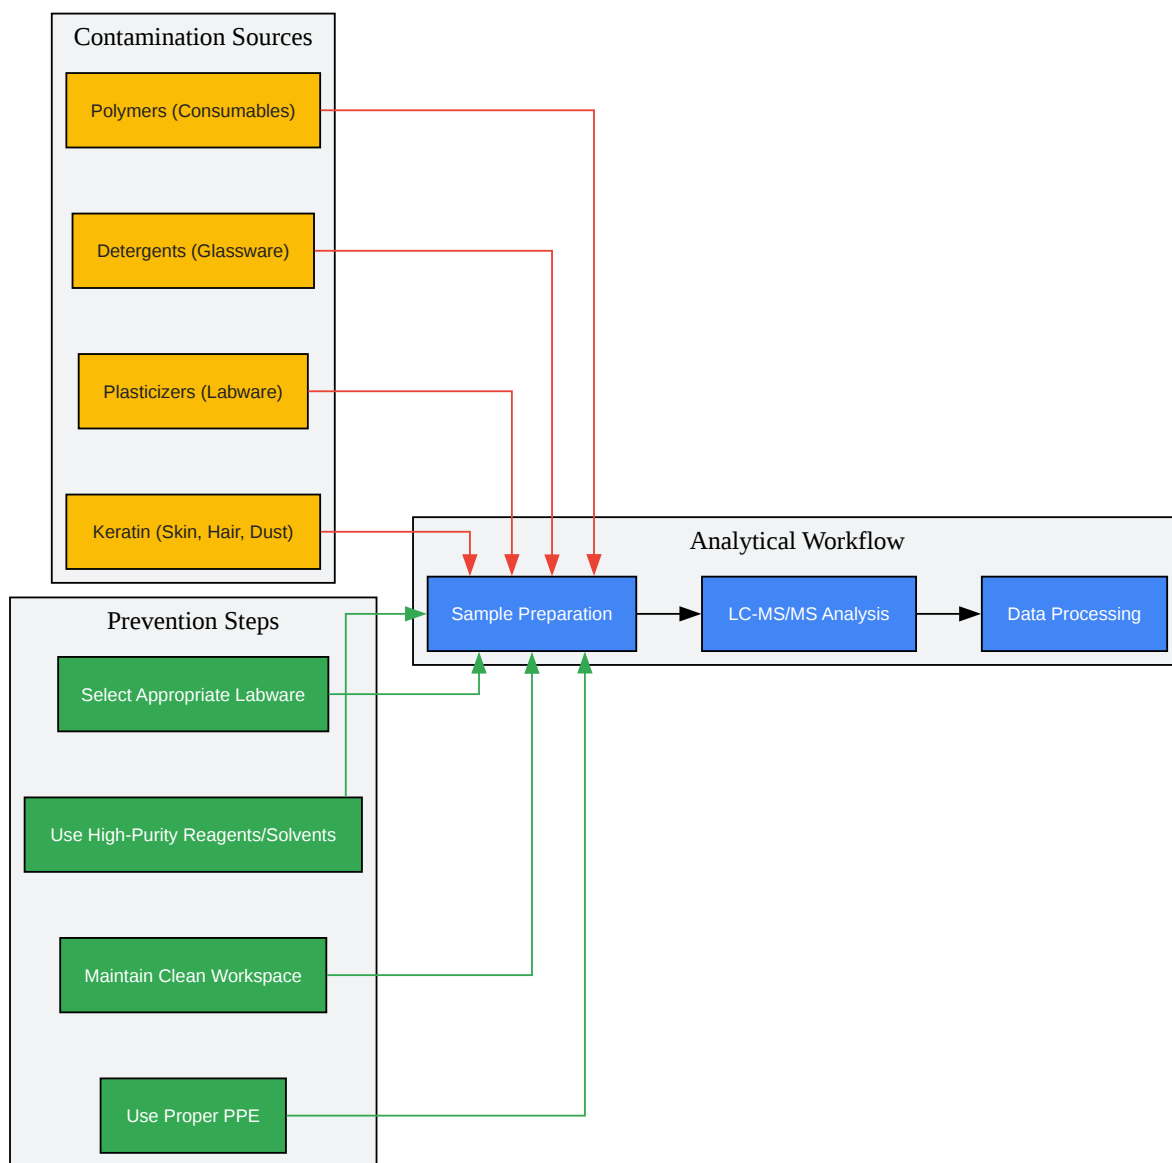 Contamination Sources
Polymers (Consumables)
Detergents (Glassware)
Plasticizers (Labware)
Keratin (Skin, Hair, Dust)
Analytical Workflow
Sample Preparation
LC-MS/MS Analysis
Data Processing
Prevention Steps
Select Appropriate Labware
Use High-Purity Reagents/Solvents
Maintain Clean Workspace
Use Proper PPE